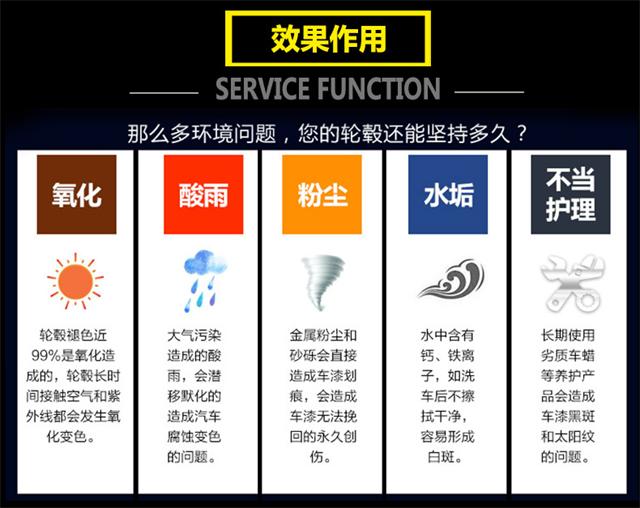 效果作用
SERVICE FUNCTION
那么多环境问题，您的轮毂还能坚持多久？
氧化
轮毂褪色近
99%是氧化造
成的，轮毂长时
间接触空气和紫
外线都会发生氧
化变色。
酸雨
大气污染
造成的酸
雨，会潜
移默化的
造成汽车
腐蚀变色
的问题。
粉尘
金属粉尘和
砂砾会直接
造成车漆划
痕，会造成
车漆无法挽
回的永久创
伤。
水垢
水中含有
钙、铁离
子，如洗
车后不擦
拭干净，
容易形成
白斑。
不当
护理
长期使用
劣质车蜡
等养护产
品会造成
车漆黑斑
和太阳纹
的问题。